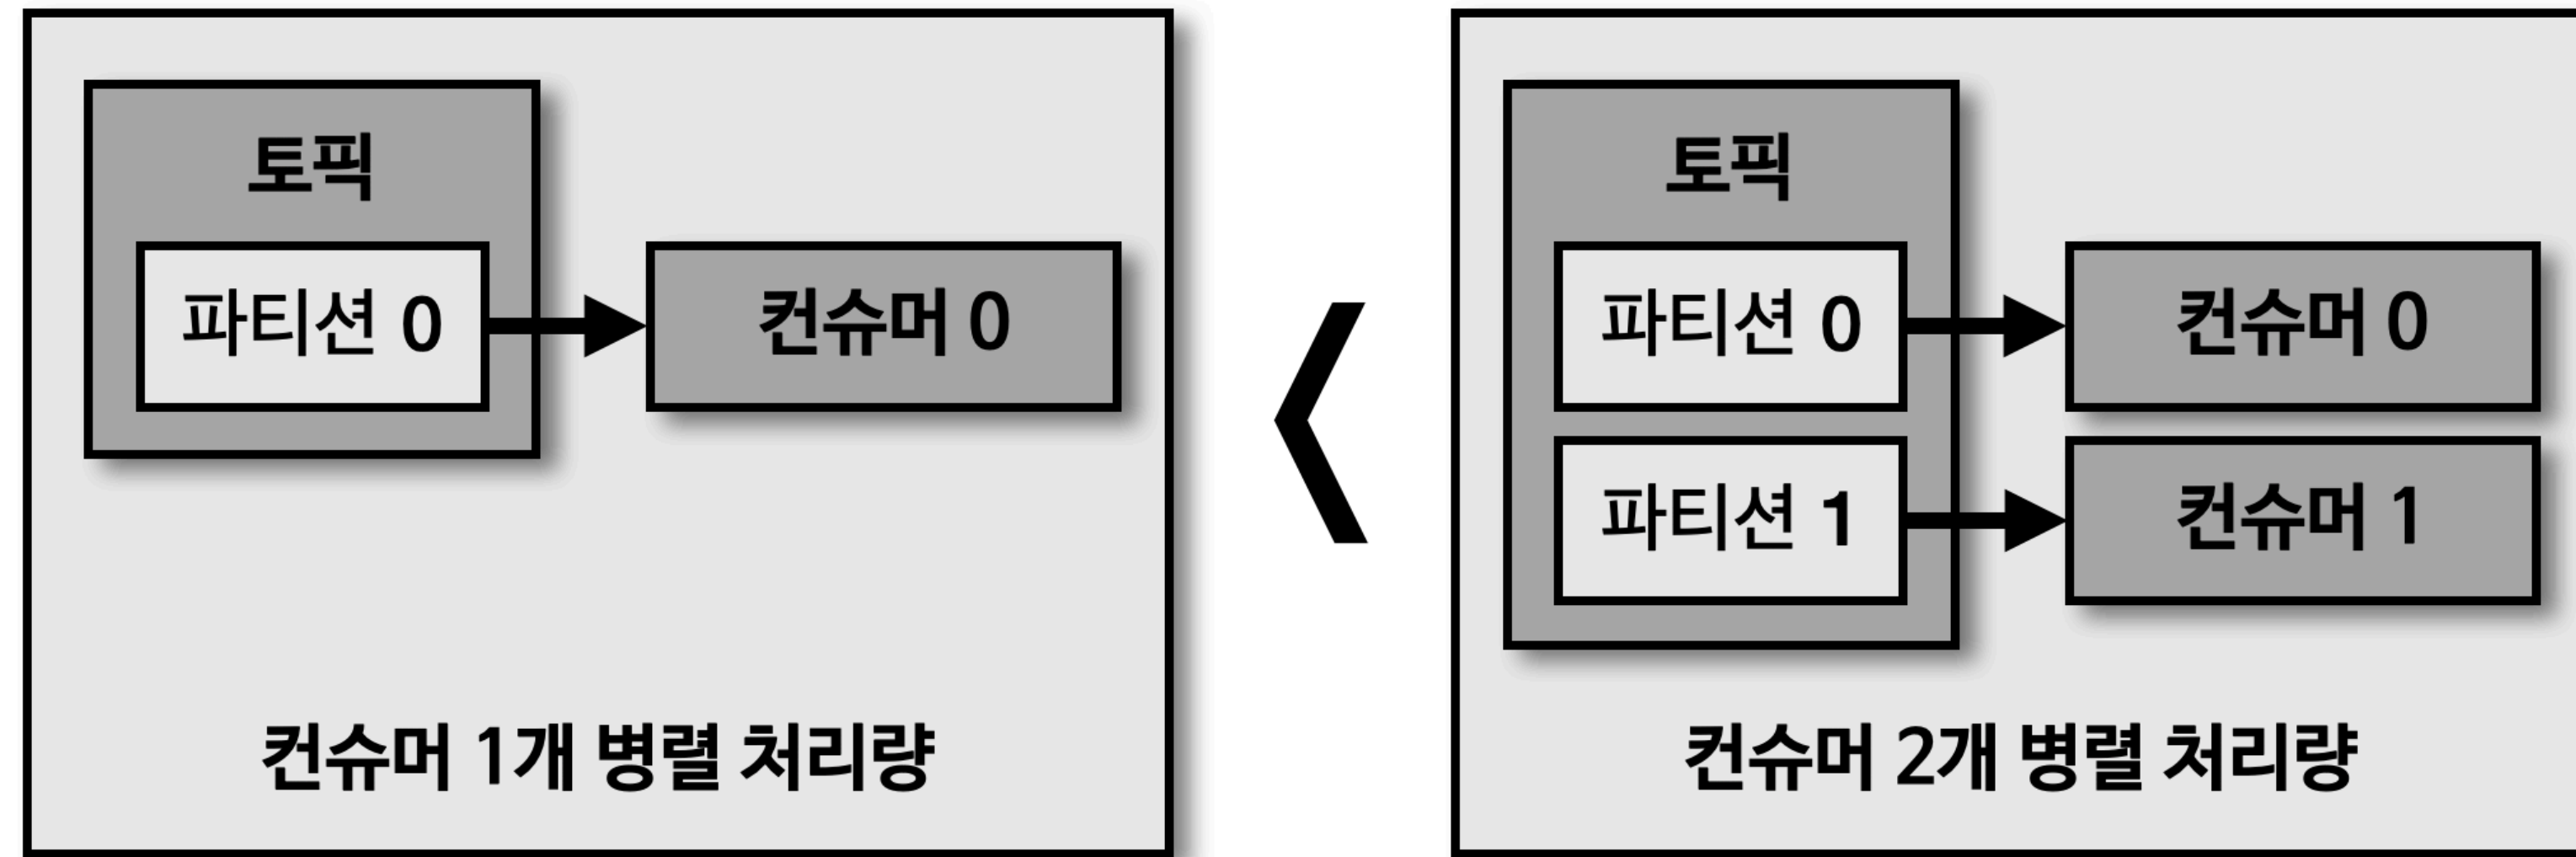 토픽
파티션 0
컨슈머 0
컨슈머 1개 병렬 처리량
<
토픽
파티션 0
컨슈머 0
파티션 1
컨슈머 1
컨슈머 2개 병렬 처리량